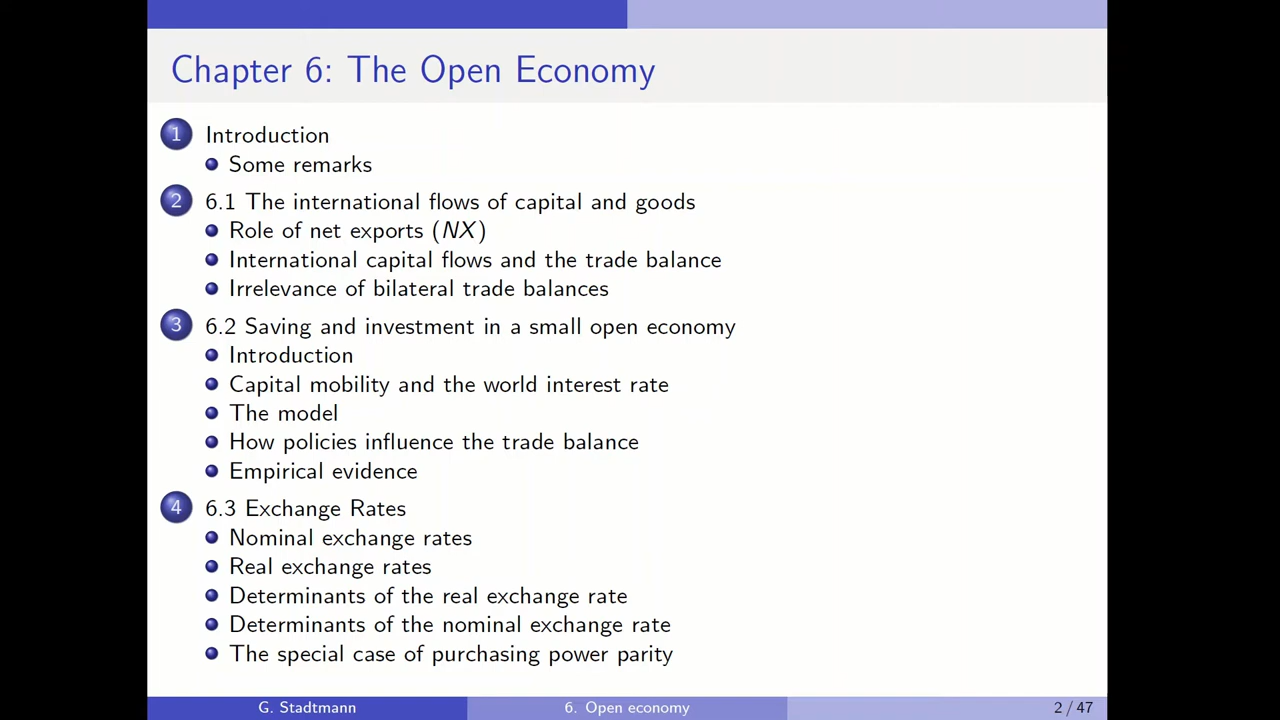 Chapter 6: The Open Economy
1 Introduction
Some remarks
2 6.1 The international flows of capital and goods
Role of net exports (NX)
International capital flows and the trade balance
Irrelevance of bilateral trade balances
3 6.2 Saving and investment in a small open economy
Introduction
Capital mobility and the world interest rate
The model
How policies influence the trade balance
Empirical evidence
4 6.3 Exchange Rates
Nominal exchange rates
Real exchange rates
Determinants of the real exchange rate
Determinants of the nominal exchange rate
The special case of purchasing power parity
G. Stadtmann 6. Open economy 2 / 47